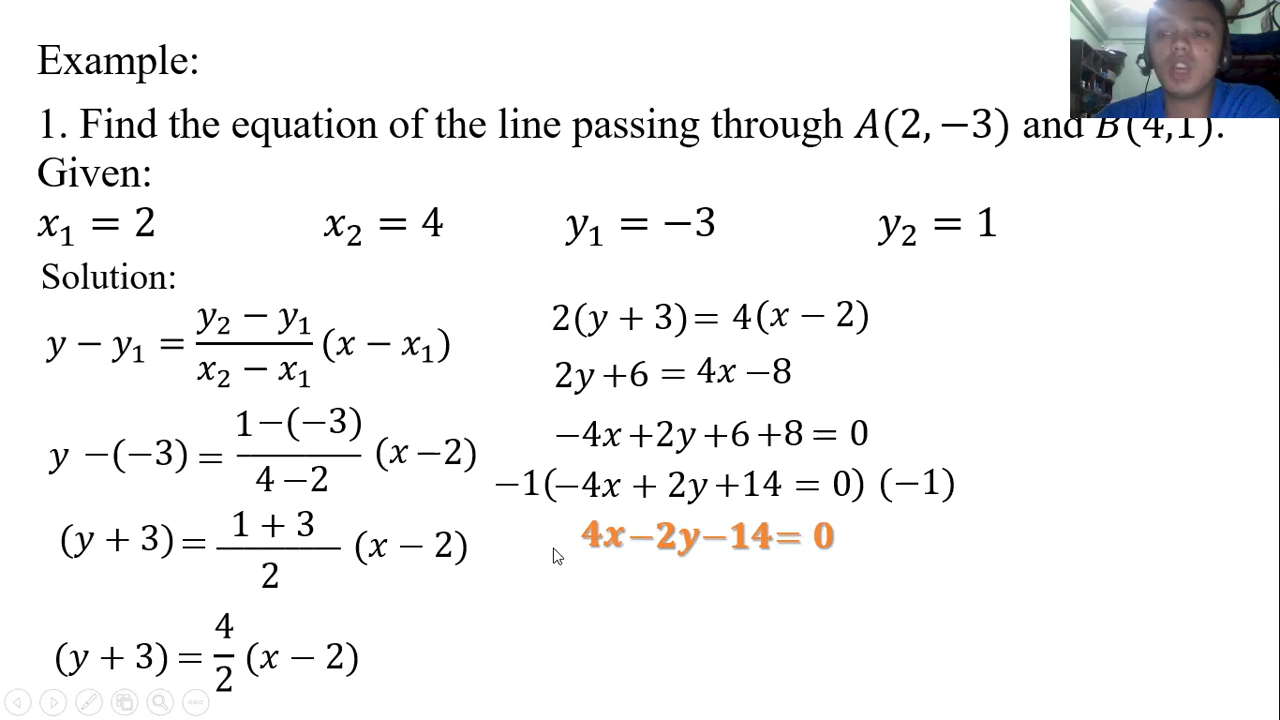 Example:
1. Find the equation of the line passing through A(2,−3) and B(4,1).
Given:
x₁ = 2 x₂ = 4 y₁ = −3 y₂ = 1
Solution:
y − y₁ = (y₂ − y₁)/(x₂ − x₁) (x − x₁)
y −(−3) = (1−(−3))/(4 −2) (x −2)
(y + 3) = (1 + 3)/2 (x − 2)
(y + 3) = 4/2 (x − 2)
2(y + 3) = 4(x − 2)
2y +6 = 4x −8
−4x +2y +6 +8 = 0
−1(−4x + 2y +14 = 0) (−1)
4x−2y−14= 0